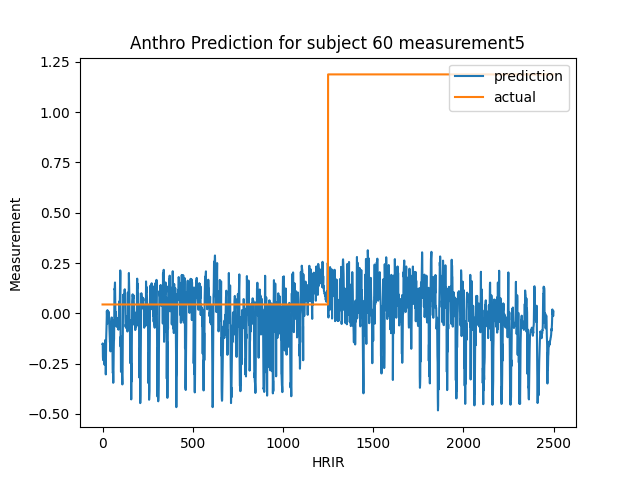 Anthro Prediction for subject 60 measurement5
1.25
1.00
0.75
0.50
0.25
0.00
−0.25
−0.50
Measurement
prediction
actual
0 500 1000 1500 2000 2500
HRIR